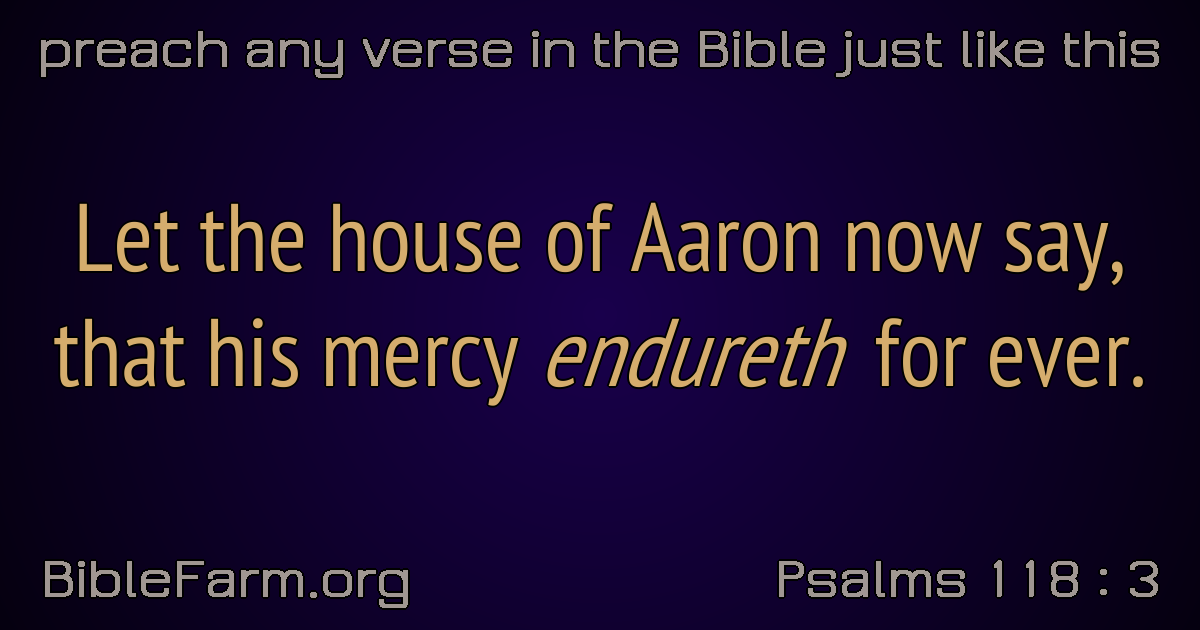 preach any verse in the Bible just like this
Let the house of Aaron now say,
that his mercy endureth for ever.
BibleFarm.org
Psalms 118 : 3